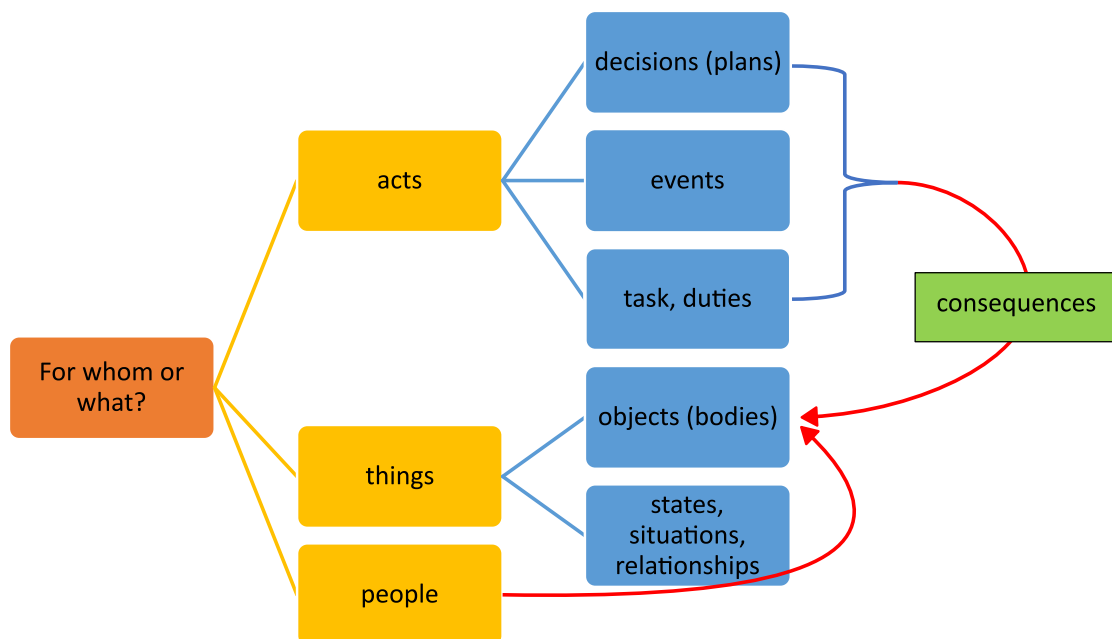 decisions (plans)
acts
events
task, duties
consequences
For whom or
what?
objects (bodies)
things
states,
situations,
relationships
people